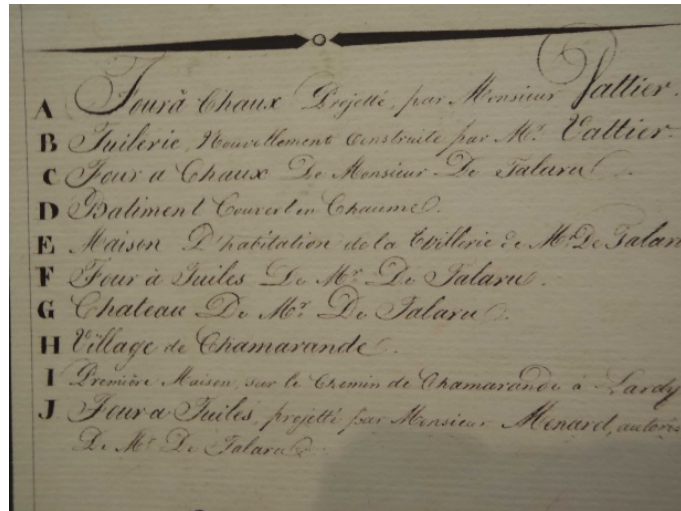 A Four à Chaux Projetté, par Monsieur Vattier.
B Tuilerie, Nouvellement Construite par Mr. Vattier.
C Four a Chaux De Monsieur De Talaru.
D Batiment Couvert en Chaume.
E Maison D'habitation de la de Mr. De Talaru
F Four à Tuiles De Mr. De Talaru.
G Chateau De Mr. De Talaru.
H Village de Chamarande.
I Première Maison, sur le Chemin de Chamarande à Lardy
J Four a Tuiles, projetté par Monsieur Menard,
De Mr. De Talaru.